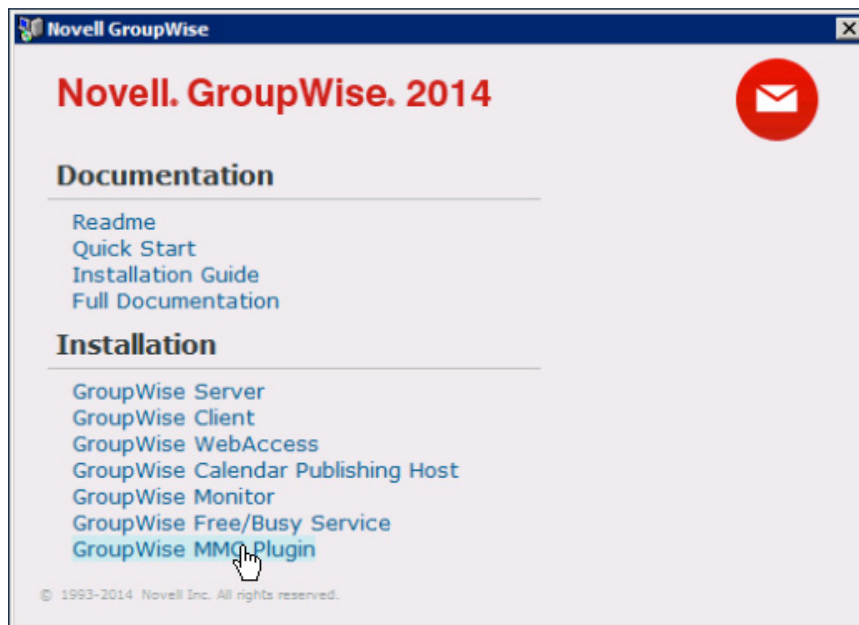 Novell GroupWise
Novell. GroupWise. 2014
Documentation
Readme
Quick Start
Installation Guide
Full Documentation
Installation
GroupWise Server
GroupWise Client
GroupWise WebAccess
GroupWise Calendar Publishing Host
GroupWise Monitor
GroupWise Free/Busy Service
GroupWise MMC Plugin
© 1993-2014 Novell Inc. All rights reserved.